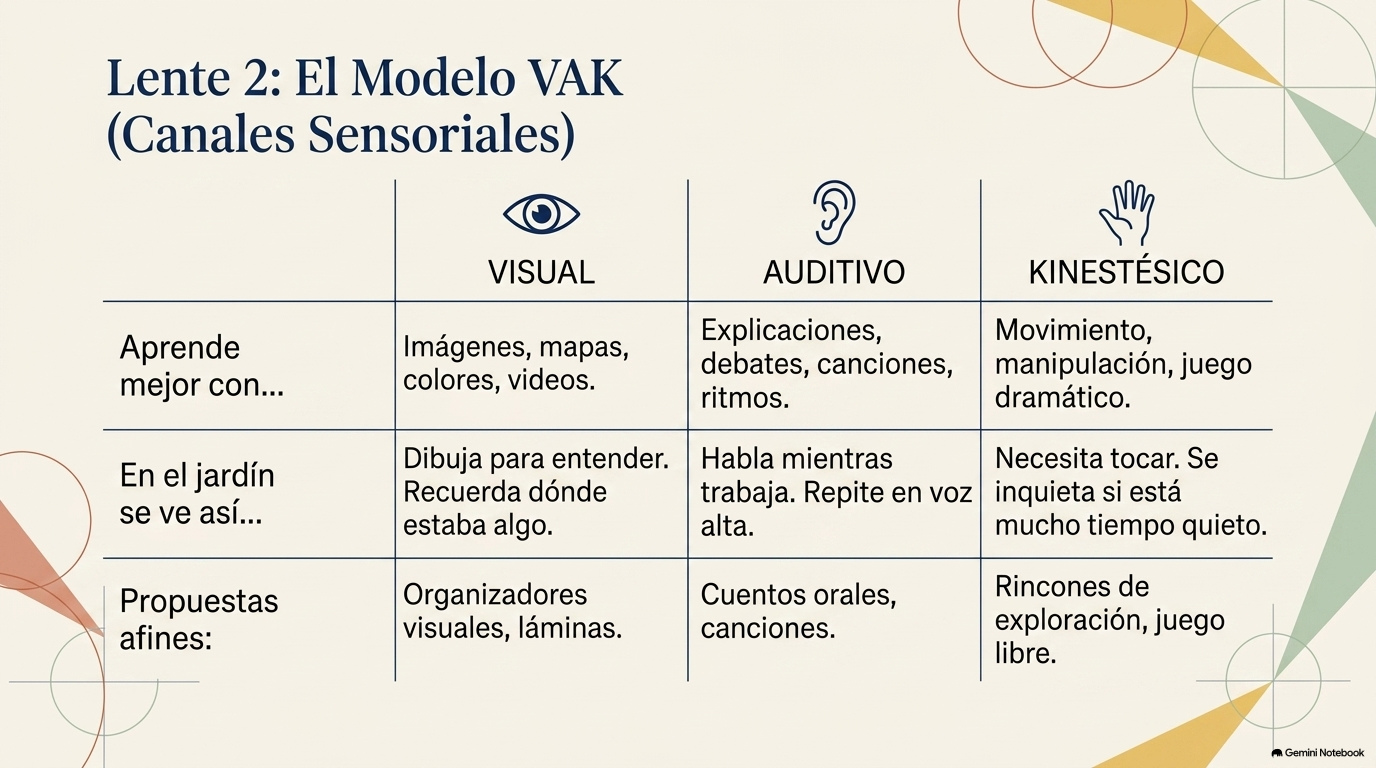 Lente 2: El Modelo VAK
(Canales Sensoriales)
VISUAL
AUDITIVO
KINESTÉSICO
Aprende
mejor con...
Imágenes, mapas,
colores, videos.
Explicaciones,
debates, canciones,
ritmos.
Movimiento,
manipulación, juego
dramático.
En el jardín
se ve así...
Dibuja para entender.
Recuerda dónde
estaba algo.
Habla mientras
trabaja. Repite en voz
alta.
Necesita tocar. Se
inquieta si está
mucho tiempo quieto.
Propuestas
afines:
Organizadores
visuales, láminas.
Cuentos orales,
canciones.
Rincones de
exploración, juego
libre.
Gemini Notebook